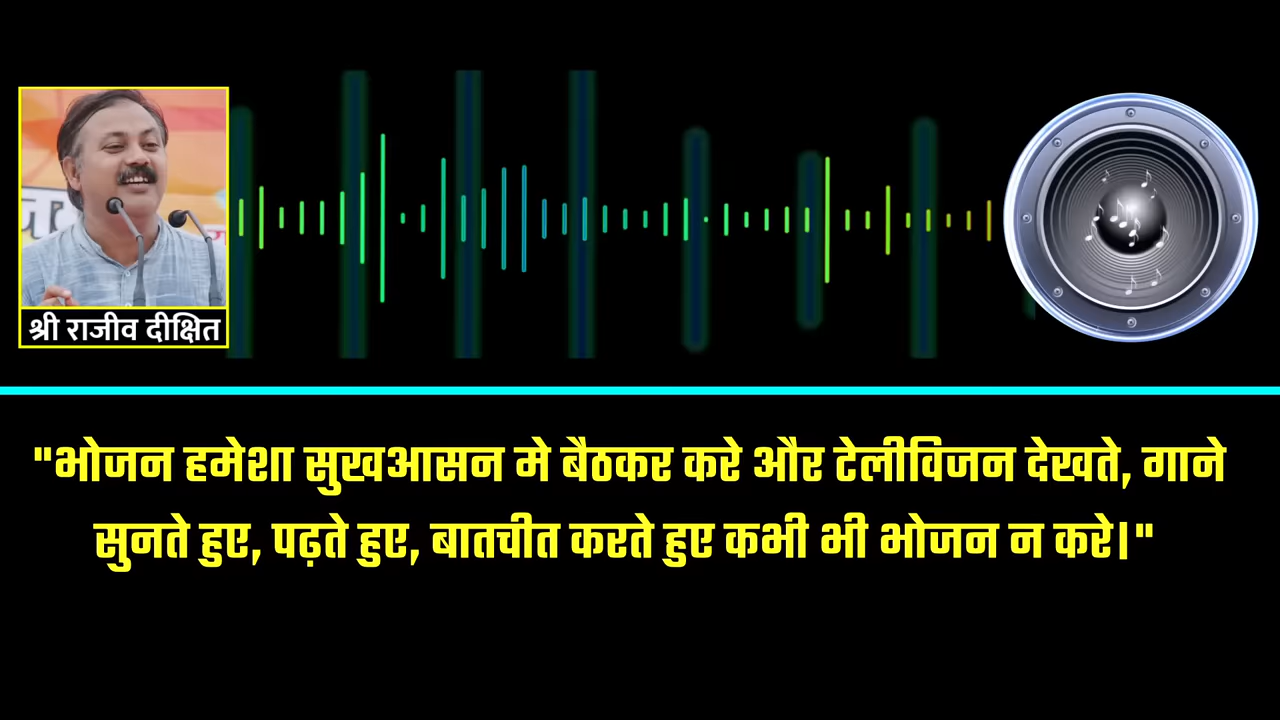 श्री राजीव दीक्षित
"भोजन हमेशा सुखआसन मे बैठकर करे और टेलीविजन देखते, गाने
सुनते हुए, पढ़ते हुए, बातचीत करते हुए कभी भी भोजन न करे।"